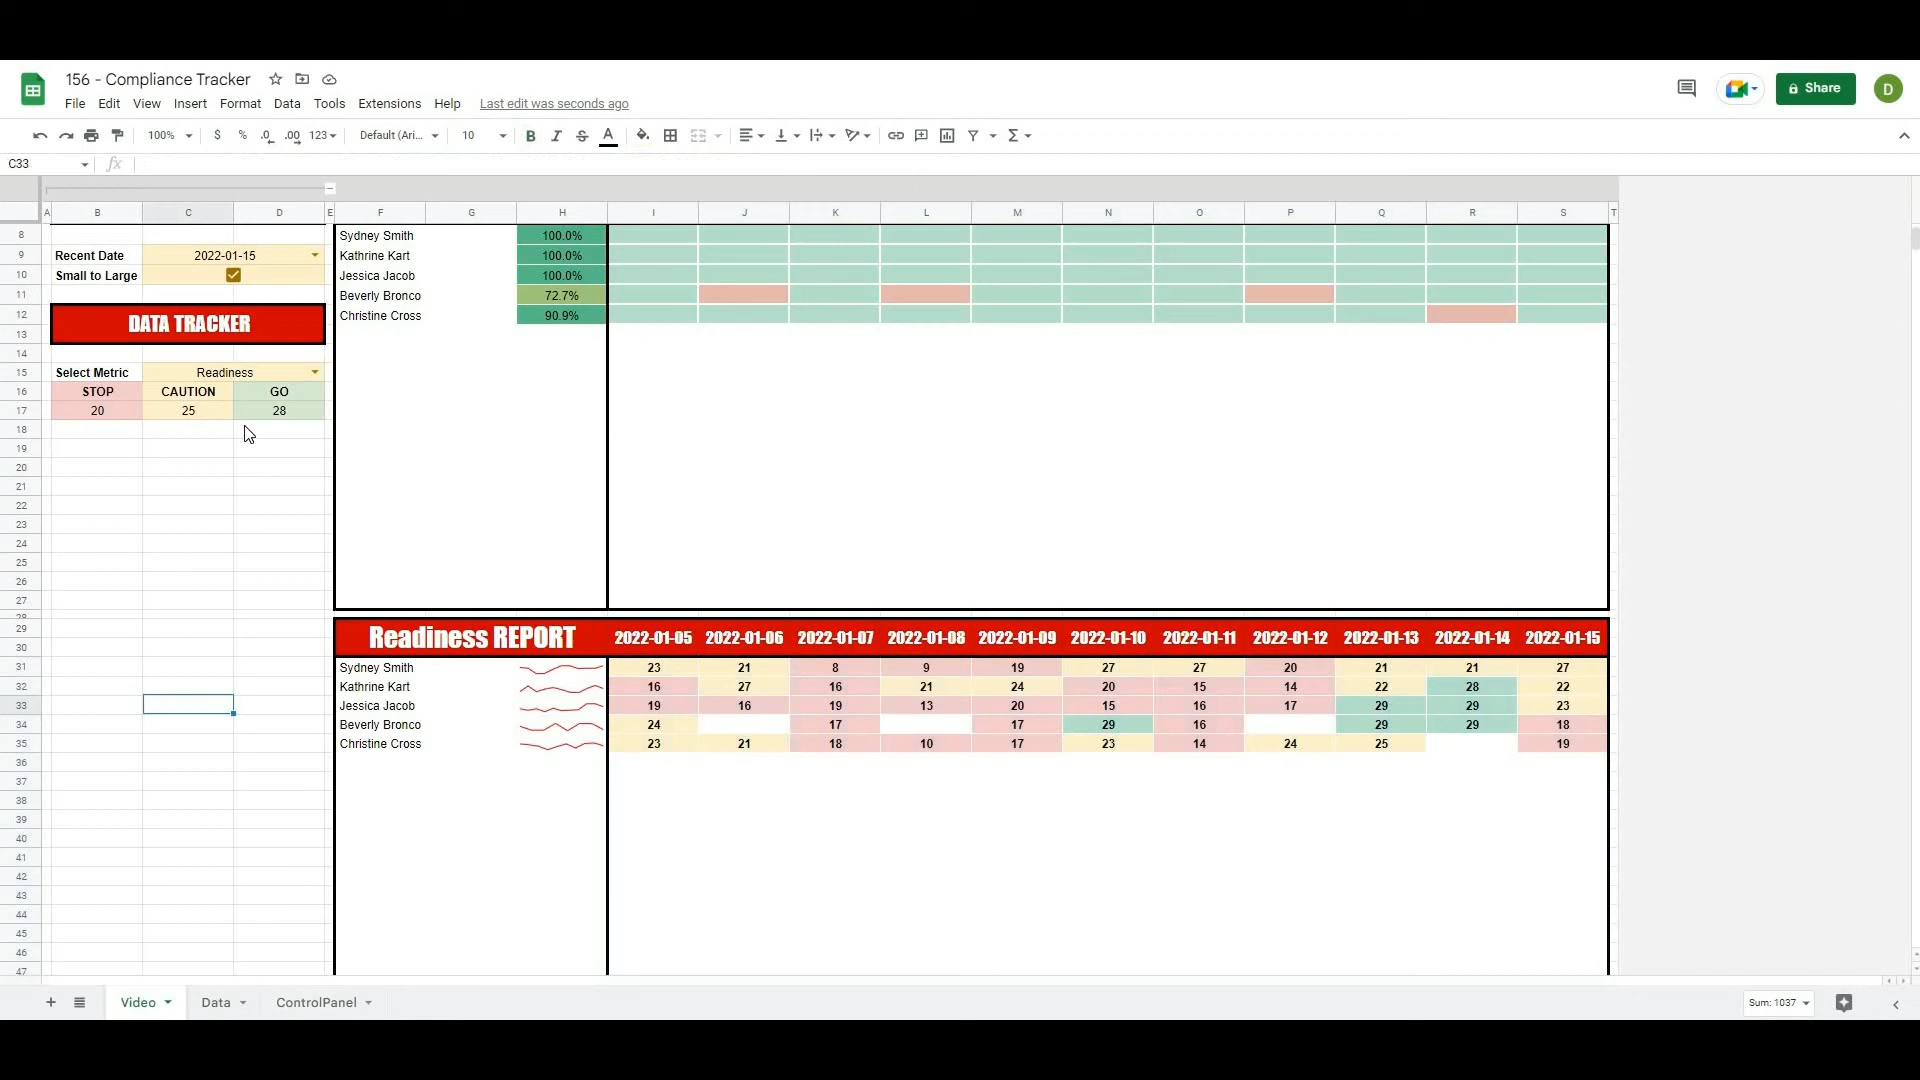 156 - Compliance Tracker
File Edit View Insert Format Data Tools Extensions Help Last edit was seconds ago
Share
D
100% $ % .0 .00 123 Default (Ari... 10 B I S A
C33 fx
A B C D E F G H I J K L M N O P Q R S T
8 Sydney Smith 100.0%
9 Recent Date 2022-01-15 Kathrine Kart 100.0%
10 Small to Large Jessica Jacob 100.0%
11 Beverly Bronco 72.7%
12 DATA TRACKER Christine Cross 90.9%
13
14
15 Select Metric Readiness
16 STOP CAUTION GO
17 20 25 28
18
19
20
21
22
23
24
25
26
27
28
29 Readiness REPORT 2022-01-05 2022-01-06 2022-01-07 2022-01-08 2022-01-09 2022-01-10 2022-01-11 2022-01-12 2022-01-13 2022-01-14 2022-01-15
30
31 Sydney Smith 23 21 8 9 19 27 27 20 21 21 27
32 Kathrine Kart 16 27 16 21 24 20 15 14 22 28 22
33 Jessica Jacob 19 16 19 13 20 15 16 17 29 29 23
34 Beverly Bronco 24 17 17 29 16 29 29 18
35 Christine Cross 23 21 18 10 17 23 14 24 25 19
36
37
38
39
40
41
42
43
44
45
46
47
Video Data ControlPanel Sum: 1037